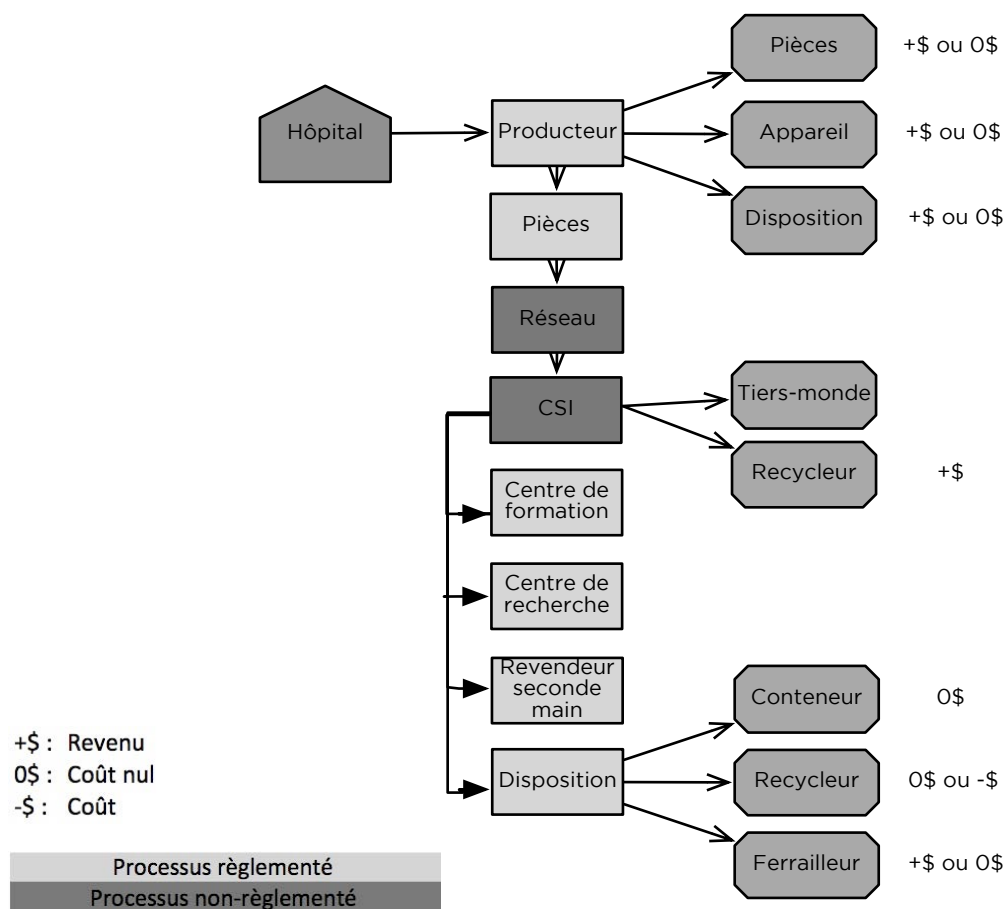 Pièces
+$ ou 0$
Hôpital
Producteur
Appareil
+$ ou 0$
Disposition
+$ ou 0$
Pièces
Réseau
CSI
Tiers-monde
Recycleur
+$
Centre de
formation
Centre de
recherche
Revendeur
seconde
main
Conteneur
0$
Disposition
Recycleur
0$ ou -$
Ferrailleur
+$ ou 0$
+$ : Revenu
0$ : Coût nul
-$ : Coût
Processus règlementé
Processus non-règlementé